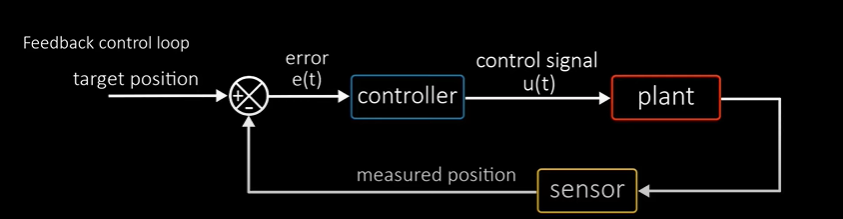 Feedback control loop
target position
error
e(t)
control signal
u(t)
+
-
controller
plant
measured position
sensor